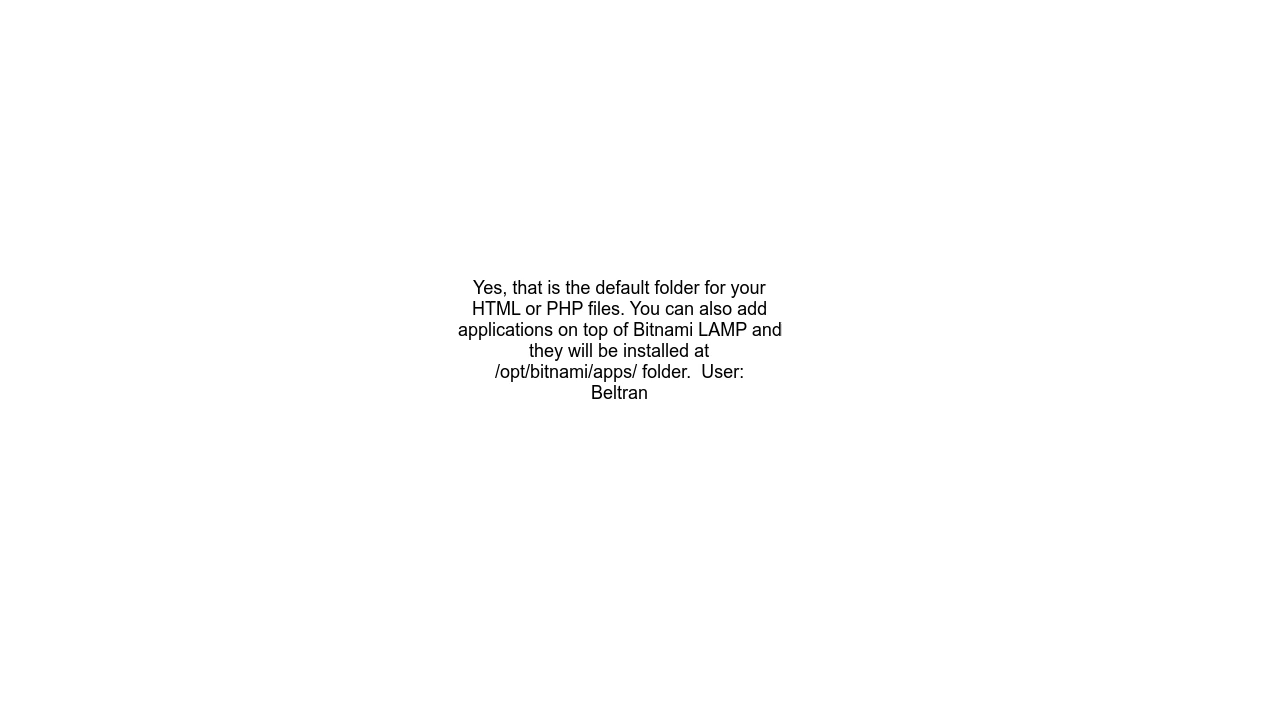 Yes, that is the default folder for your
HTML or PHP files. You can also add
applications on top of Bitnami LAMP and
they will be installed at
/opt/bitnami/apps/ folder.  User:
Beltran